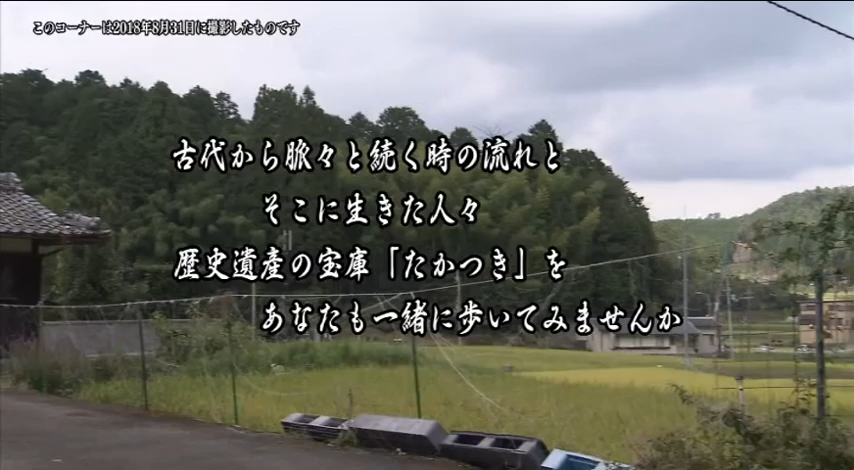 このコーナーは2018年8月31日に撮影したものです
古代から脈々と続く時の流れと
そこに生きた人々
歴史遺産の宝庫「たかつき」を
あなたも一緒に歩いてみませんか